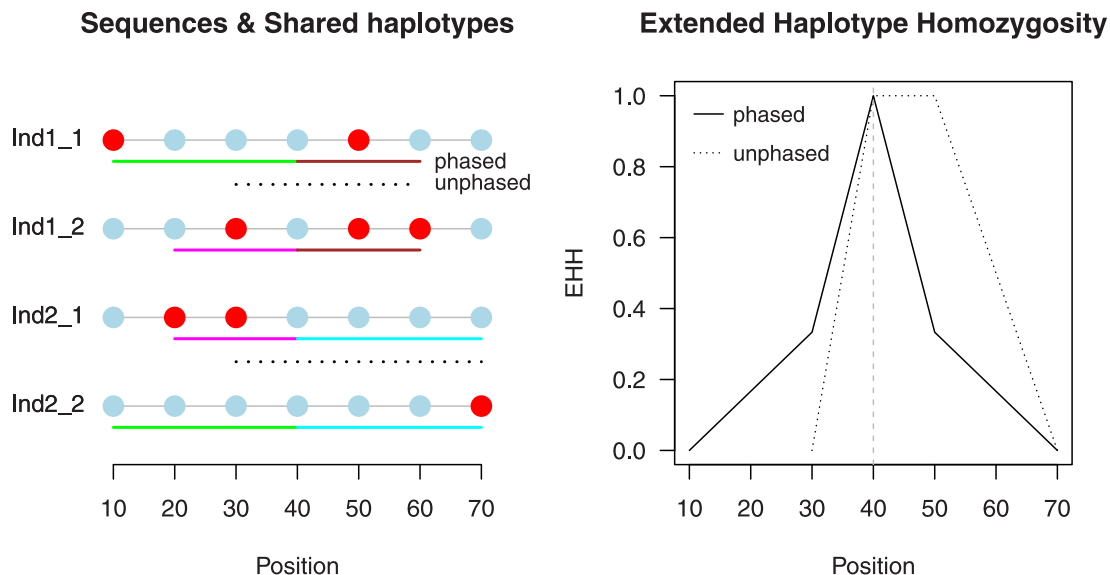 Sequences & Shared haplotypes
Ind1_1
phased
unphased
Ind1_2
Ind2_1
Ind2_2
10 20 30 40 50 60 70
Position
Extended Haplotype Homozygosity
phased
unphased
EHH
1.0
0.8
0.6
0.4
0.2
0.0
10 20 30 40 50 60 70
Position